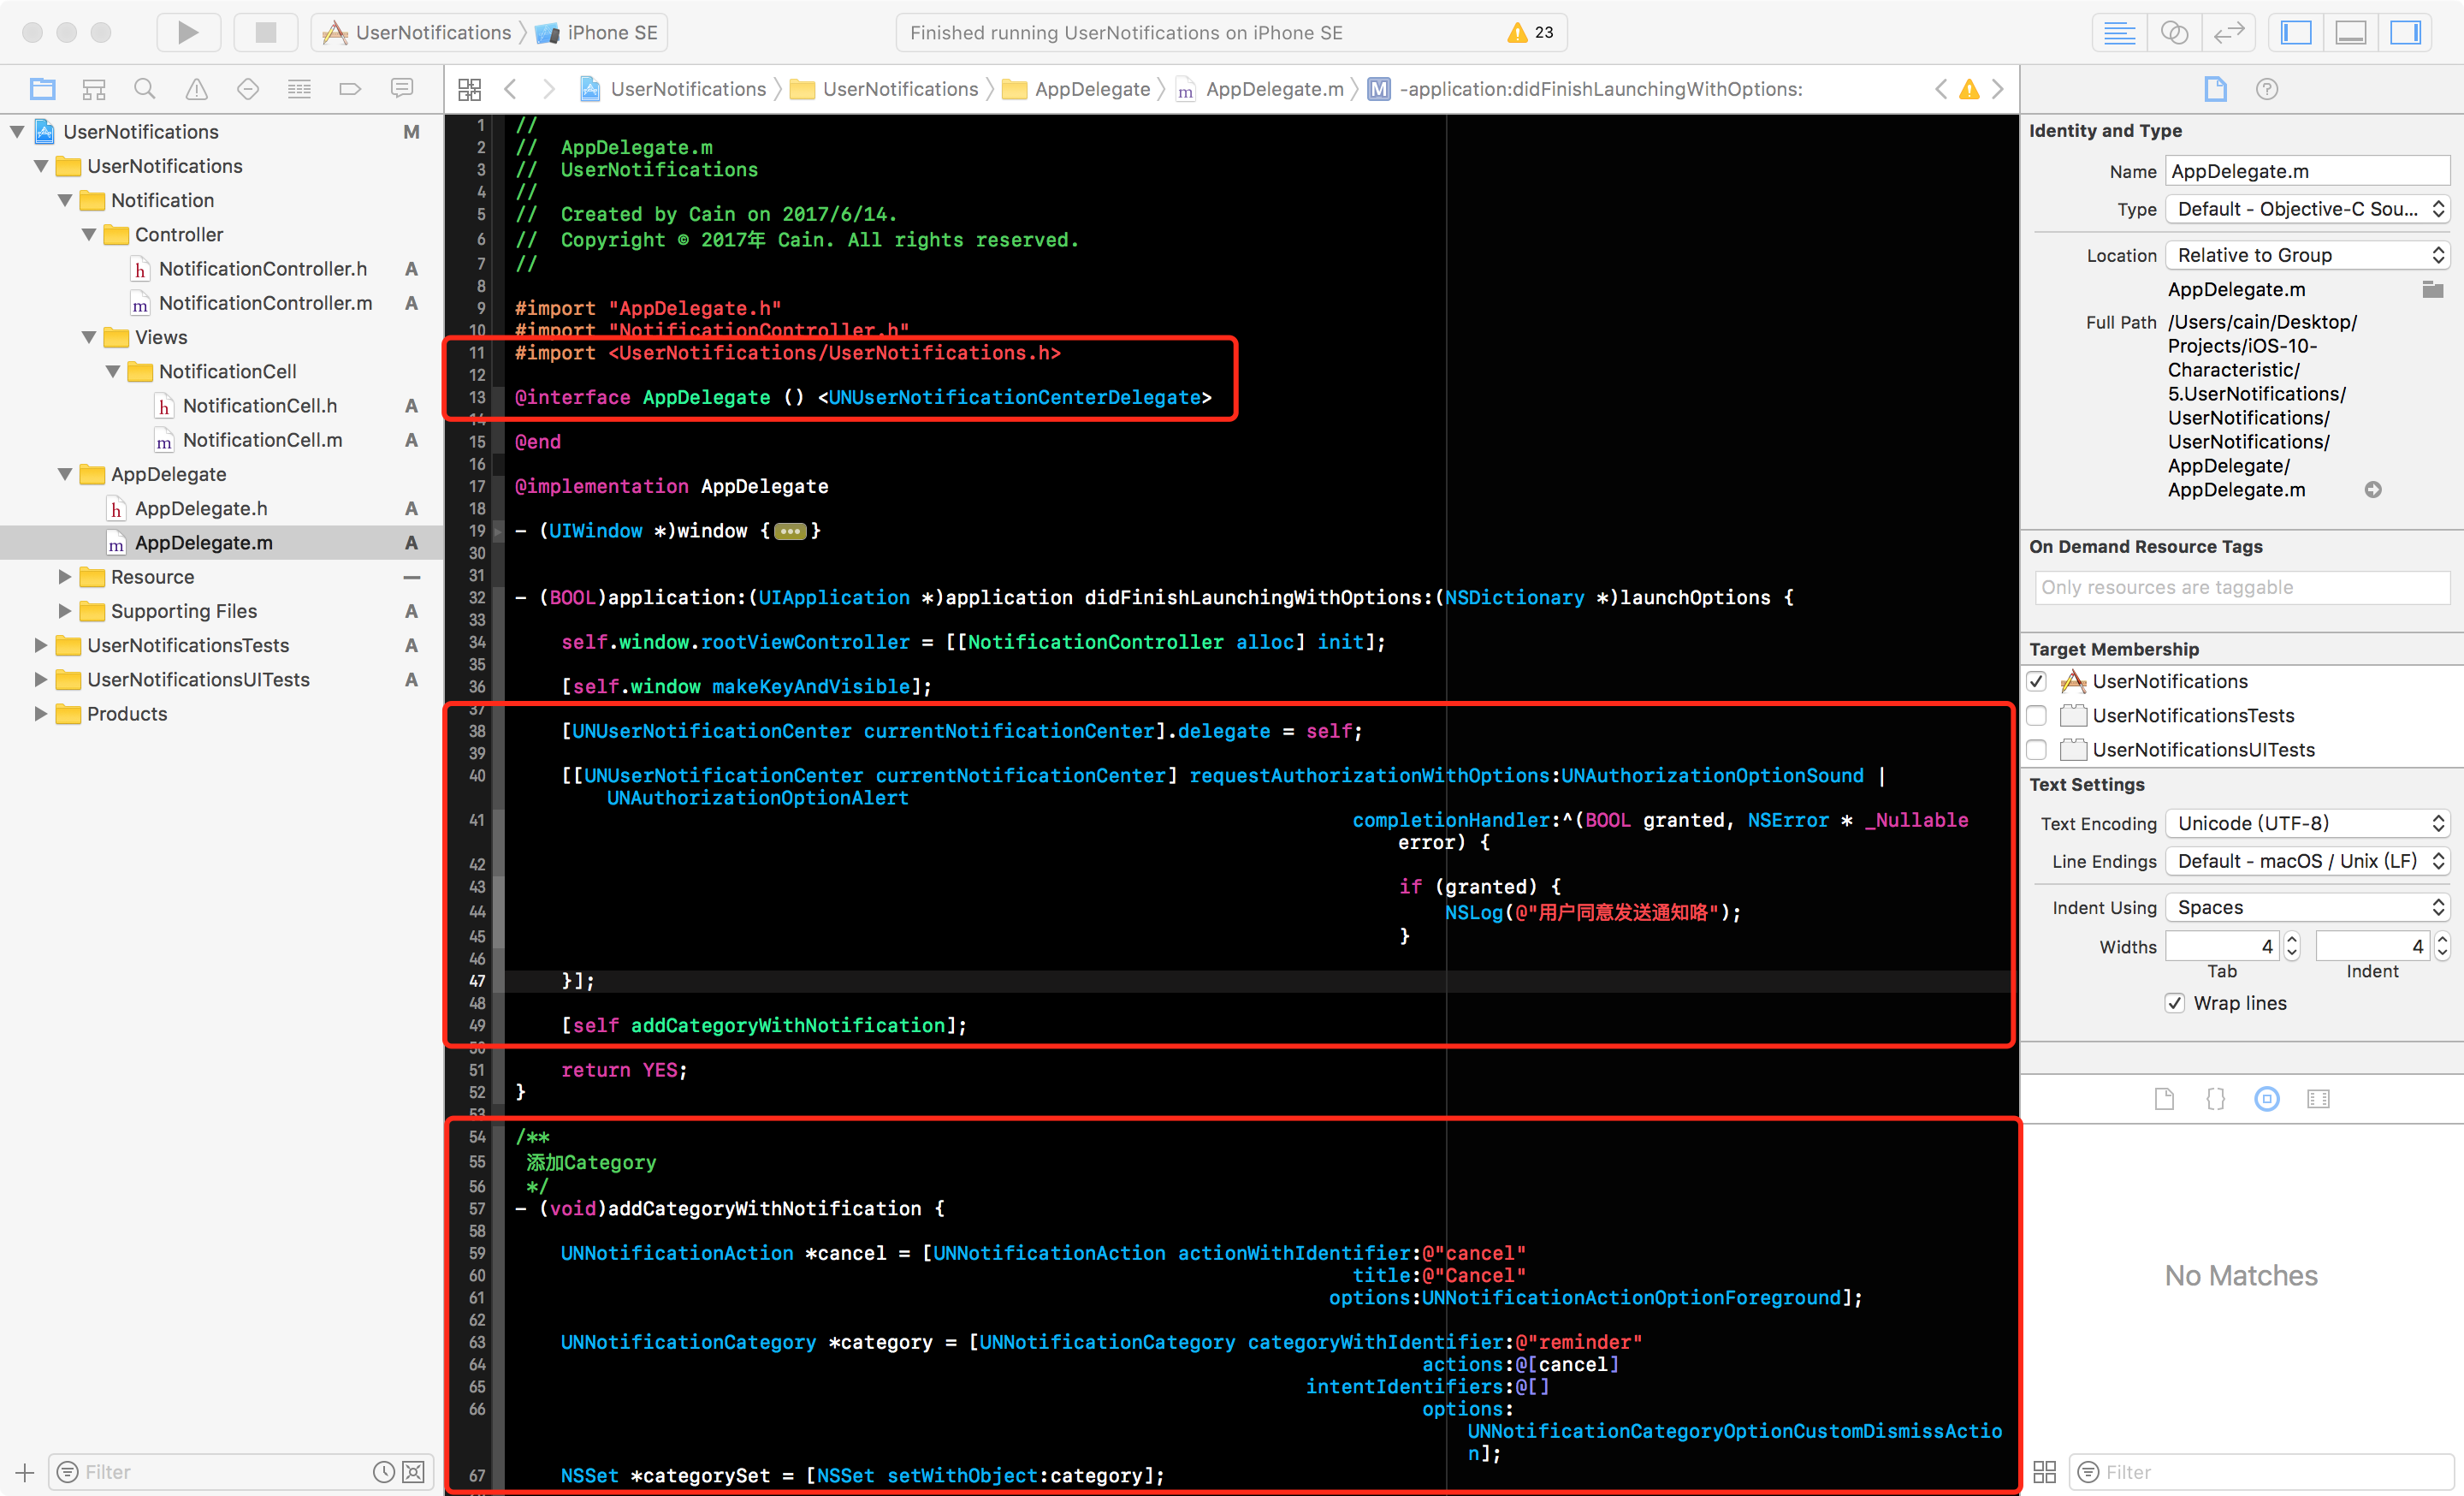 UserNotifications
iPhone SE
Finished running UserNotifications on iPhone SE
23
UserNotifications
UserNotifications
AppDelegate
AppDelegate.m
M
-application:didFinishLaunchingWithOptions:
UserNotifications M
UserNotifications
Notification
Controller
h NotificationController.h A
m NotificationController.m A
Views
NotificationCell
h NotificationCell.h A
m NotificationCell.m A
AppDelegate
h AppDelegate.h A
m AppDelegate.m A
Resource —
Supporting Files A
UserNotificationsTests A
UserNotificationsUITests A
Products
Filter
1 //
2 //  AppDelegate.m
3 //  UserNotifications
4 //
5 //  Created by Cain on 2017/6/14.
6 //  Copyright © 2017年 Cain. All rights reserved.
7 //
8
9 #import "AppDelegate.h"
10 #import "NotificationController.h"
11 #import <UserNotifications/UserNotifications.h>
12
13 @interface AppDelegate () <UNUserNotificationCenterDelegate>
14
15 @end
16
17 @implementation AppDelegate
18
19 - (UIWindow *)window {•••}
30
31
32 - (BOOL)application:(UIApplication *)application didFinishLaunchingWithOptions:(NSDictionary *)launchOptions {
33
34 self.window.rootViewController = [[NotificationController alloc] init];
35
36 [self.window makeKeyAndVisible];
37
38 [UNUserNotificationCenter currentNotificationCenter].delegate = self;
39
40 [[UNUserNotificationCenter currentNotificationCenter] requestAuthorizationWithOptions:UNAuthorizationOptionSound |
UNAuthorizationOptionAlert
41 completionHandler:^(BOOL granted, NSError * _Nullable
error) {
42
43 if (granted) {
44 NSLog(@"用户同意发送通知咯");
45 }
46
47 }];
48
49 [self addCategoryWithNotification];
50
51 return YES;
52 }
53
54 /**
55 添加Category
56 */
57 - (void)addCategoryWithNotification {
58
59 UNNotificationAction *cancel = [UNNotificationAction actionWithIdentifier:@"cancel"
60 title:@"Cancel"
61 options:UNNotificationActionOptionForeground];
62
63 UNNotificationCategory *category = [UNNotificationCategory categoryWithIdentifier:@"reminder"
64 actions:@[cancel]
65 intentIdentifiers:@[]
66 options:
UNNotificationCategoryOptionCustomDismissActio
n];
67 NSSet *categorySet = [NSSet setWithObject:category];
Identity and Type
Name AppDelegate.m
Type Default - Objective-C Sou...
Location Relative to Group
AppDelegate.m
Full Path /Users/cain/Desktop/
Projects/iOS-10-
Characteristic/
5.UserNotifications/
UserNotifications/
UserNotifications/
AppDelegate/
AppDelegate.m
On Demand Resource Tags
Only resources are taggable
Target Membership
UserNotifications
UserNotificationsTests
UserNotificationsUITests
Text Settings
Text Encoding Unicode (UTF-8)
Line Endings Default - macOS / Unix (LF)
Indent Using Spaces
Widths 4 4
Tab Indent
Wrap lines
{}
No Matches
Filter